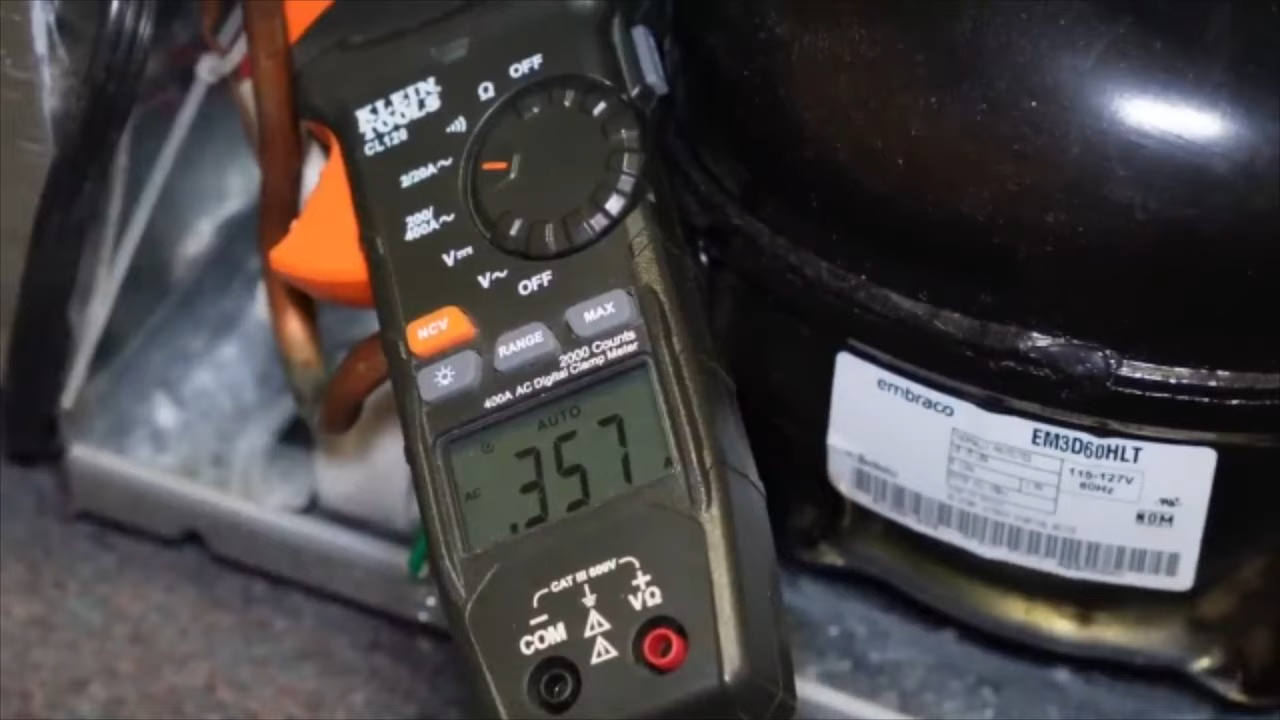 OFF
Ω
KLEIN
TOOLS
CL120
2/20A~
200/
400A~
V
V~
OFF
NCV
RANGE
MAX
2000 Counts
400A AC Digital Clamp Meter
AUTO
AC
.357
A
CAT III 600V
COM
+
VΩ
embraco
EM3D60HLT
115-127V
60Hz